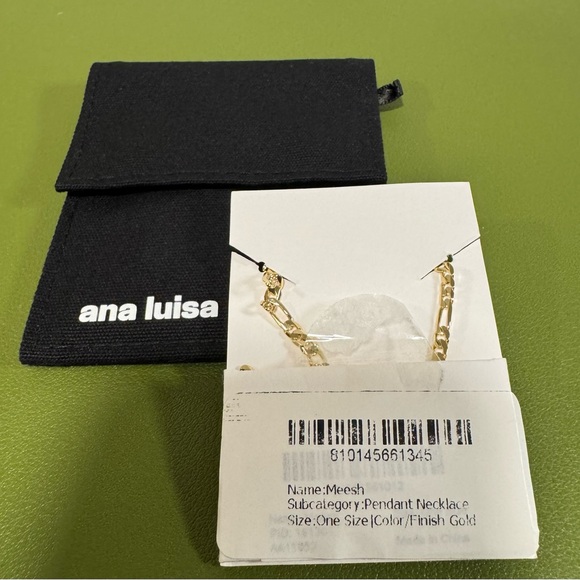 ana luisa
810145661345
Name:Meesh
Subcategory:Pendant Necklace
Size:One Size|Color/Finish Gold
Made in China